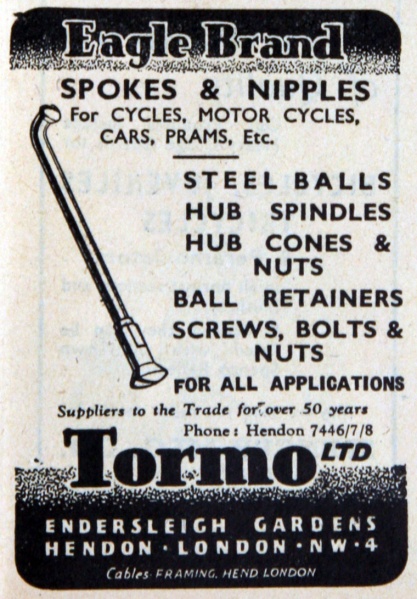 Eagle Brand
SPOKES & NIPPLES
For CYCLES, MOTOR CYCLES,
CARS, PRAMS, Etc.
STEEL BALLS
HUB SPINDLES
HUB CONES &
NUTS
BALL RETAINERS
SCREWS, BOLTS &
NUTS
FOR ALL APPLICATIONS
Suppliers to the Trade for over 50 years
Phone: Hendon 7446/7/8
Tormo LTD
ENDERSLEIGH GARDENS
HENDON · LONDON · NW · 4
Cables: FRAMING, HEND LONDON